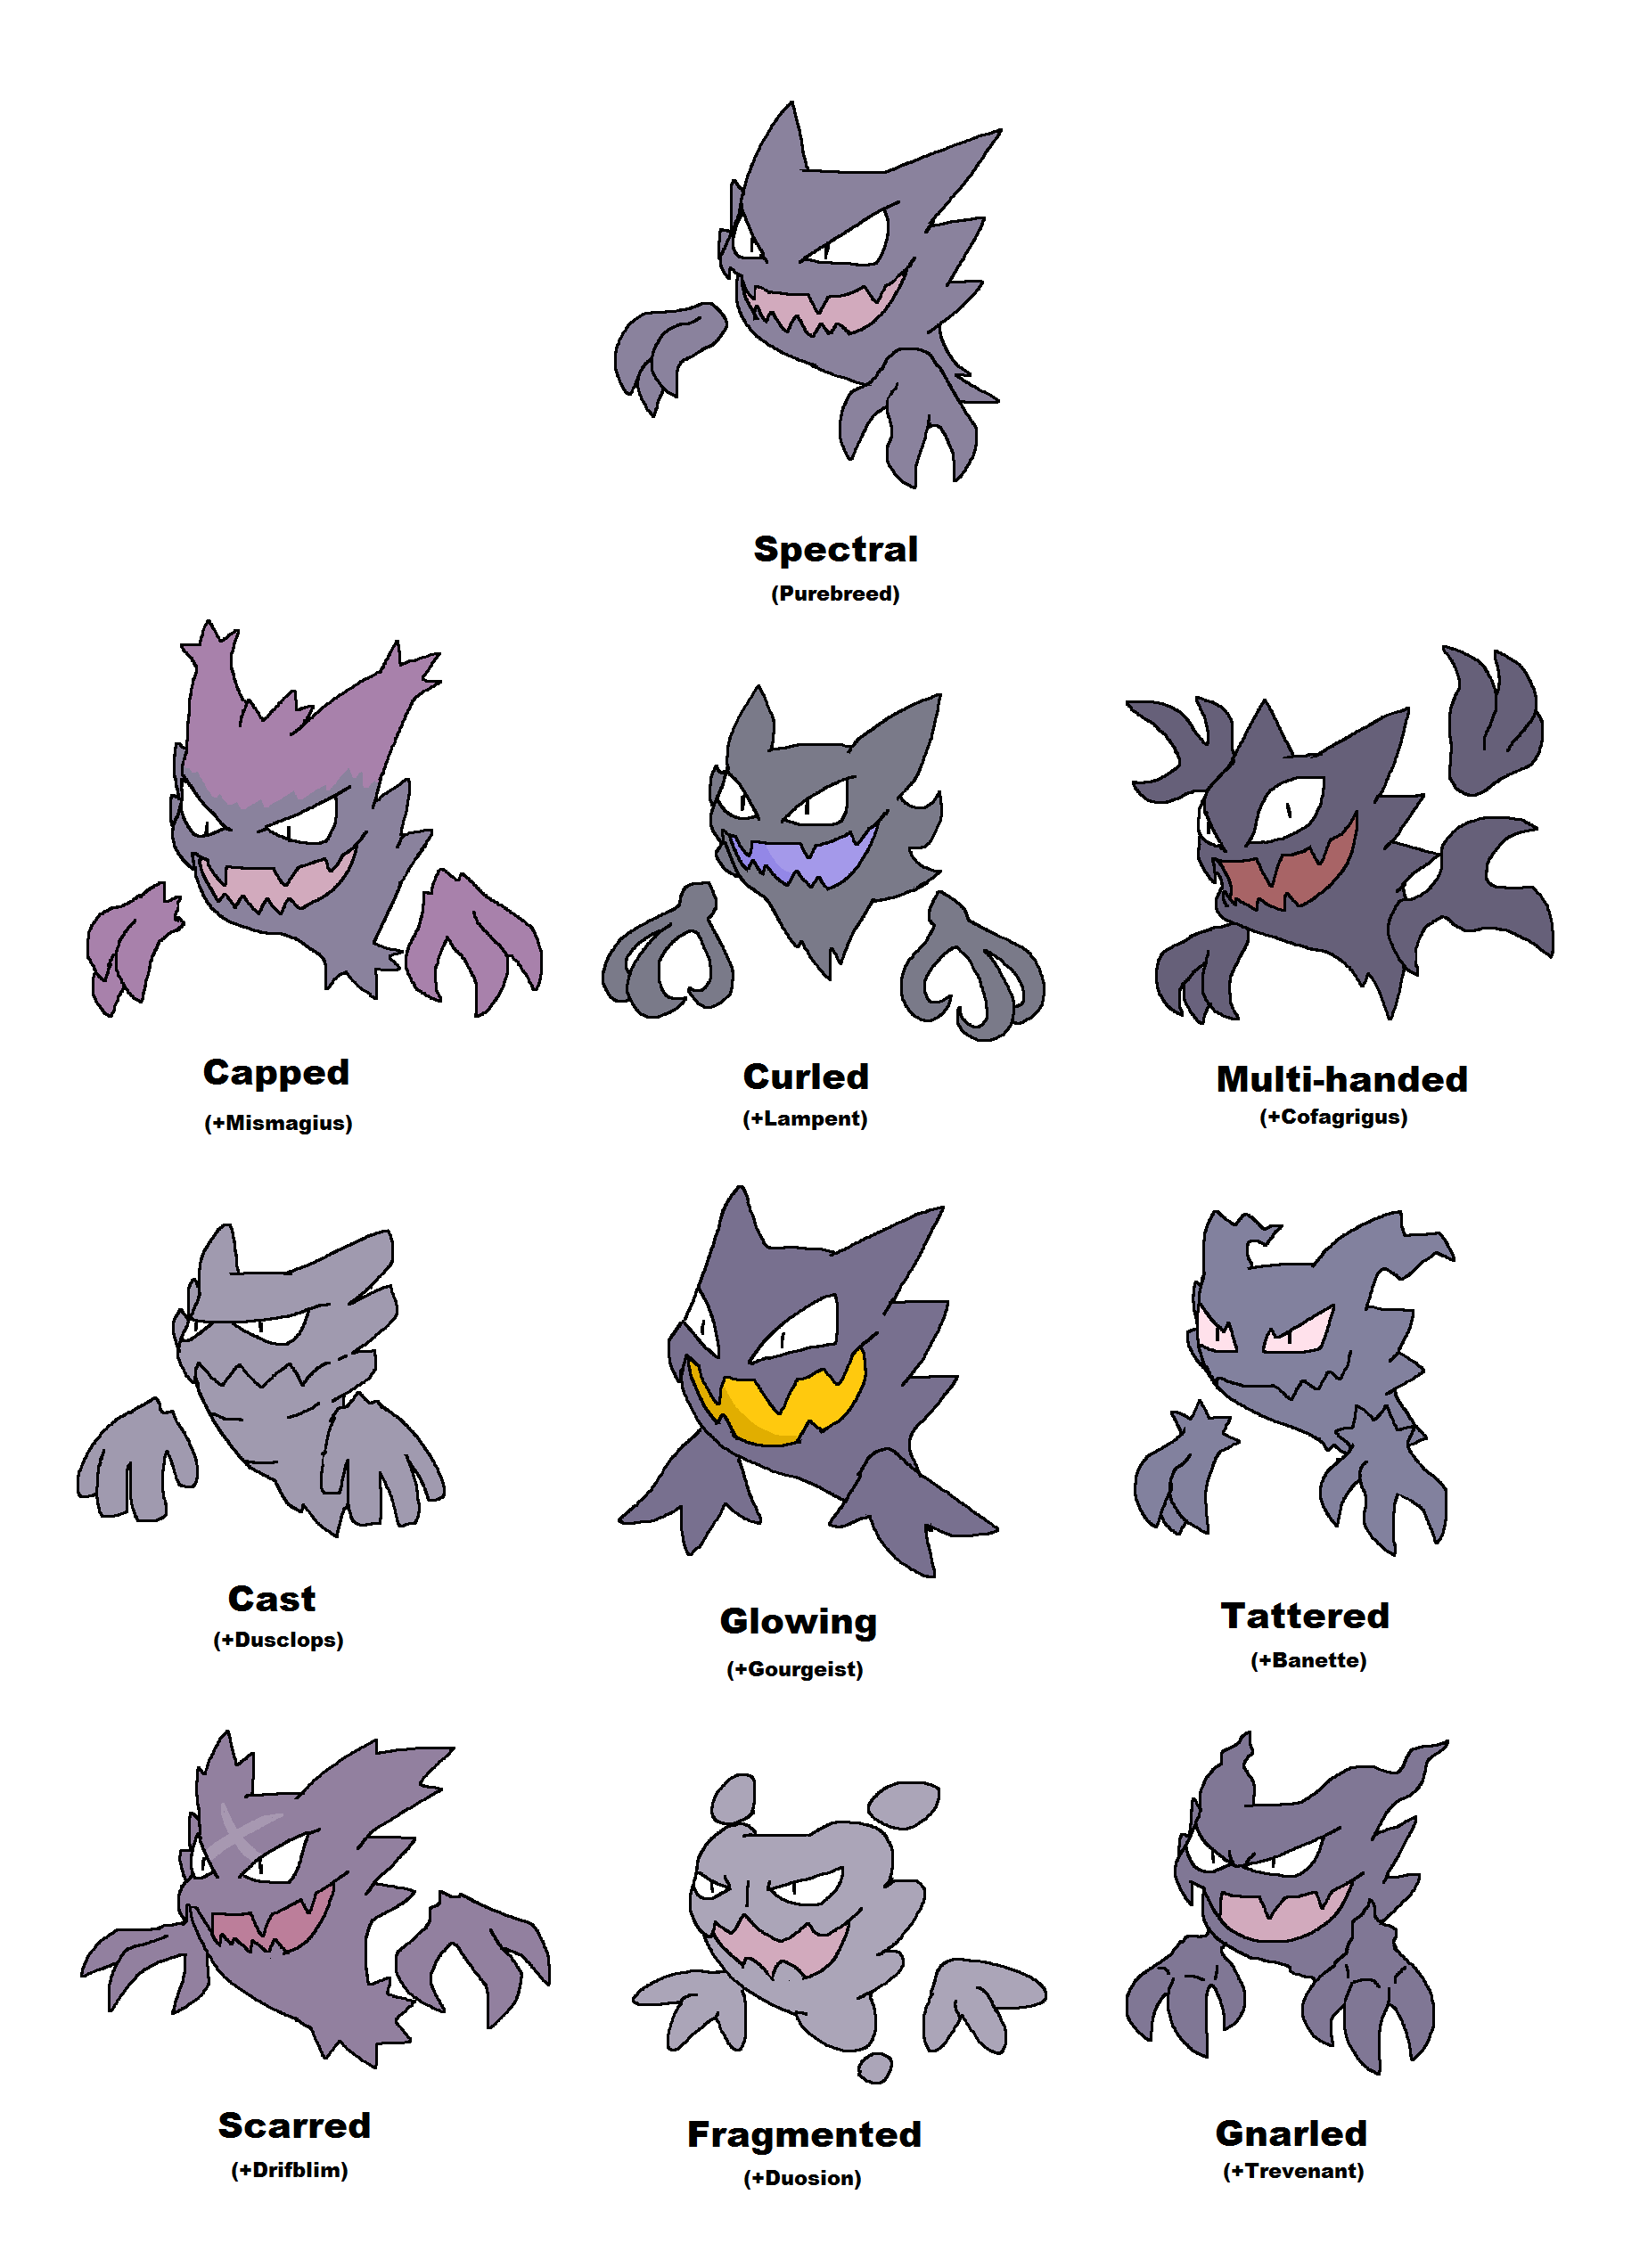 Spectral
(Purebreed)
Capped
(+Mismagius)
Curled
(+Lampent)
Multi-handed
(+Cofagrigus)
Cast
(+Dusclops)
Glowing
(+Gourgeist)
Tattered
(+Banette)
Scarred
(+Drifblim)
Fragmented
(+Duosion)
Gnarled
(+Trevenant)